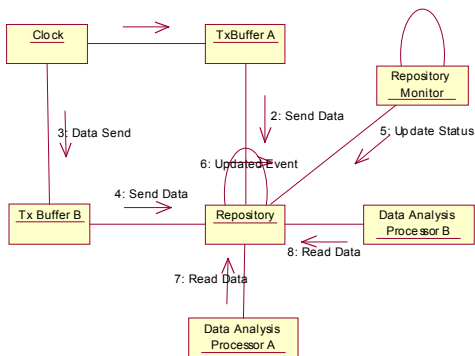 Clock
TxBuffer A
Repository
Monitor
2: Send Data
3: Data Send
5: Update Status
6: Updated Event
4: Send Data
Tx Buffer B
Repository
Data Analysis
Processor B
8: Read Data
7: Read Data
Data Analysis
Processor A